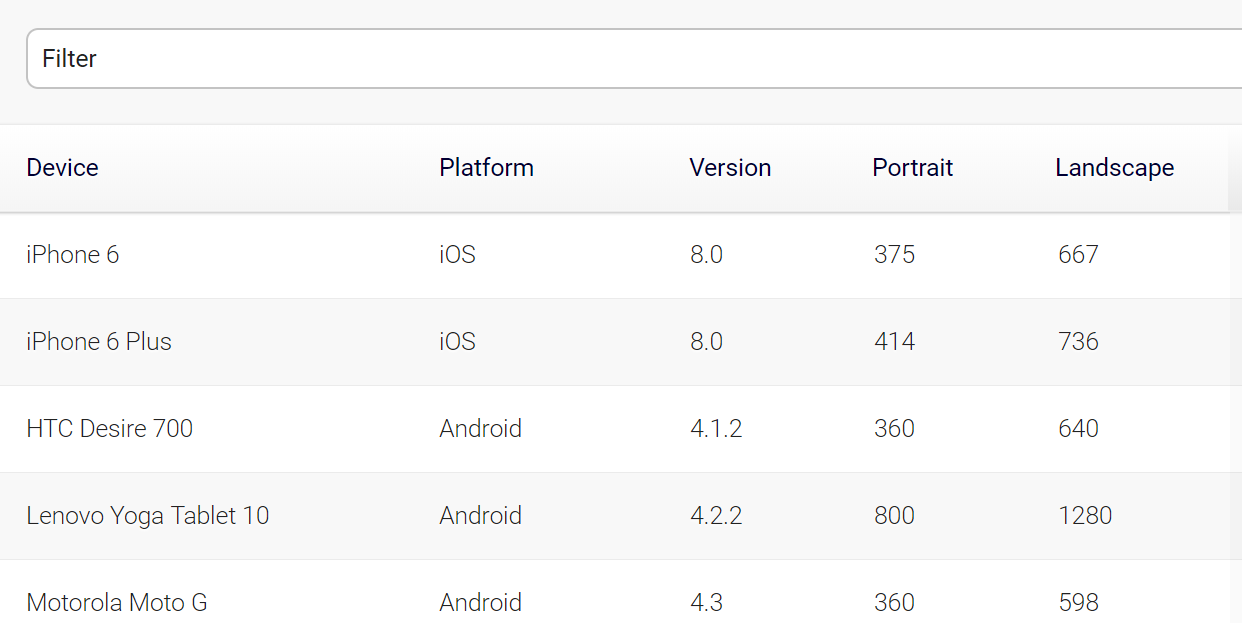 Filter
Device Platform Version Portrait Landscape
iPhone 6 iOS 8.0 375 667
iPhone 6 Plus iOS 8.0 414 736
HTC Desire 700 Android 4.1.2 360 640
Lenovo Yoga Tablet 10 Android 4.2.2 800 1280
Motorola Moto G Android 4.3 360 598